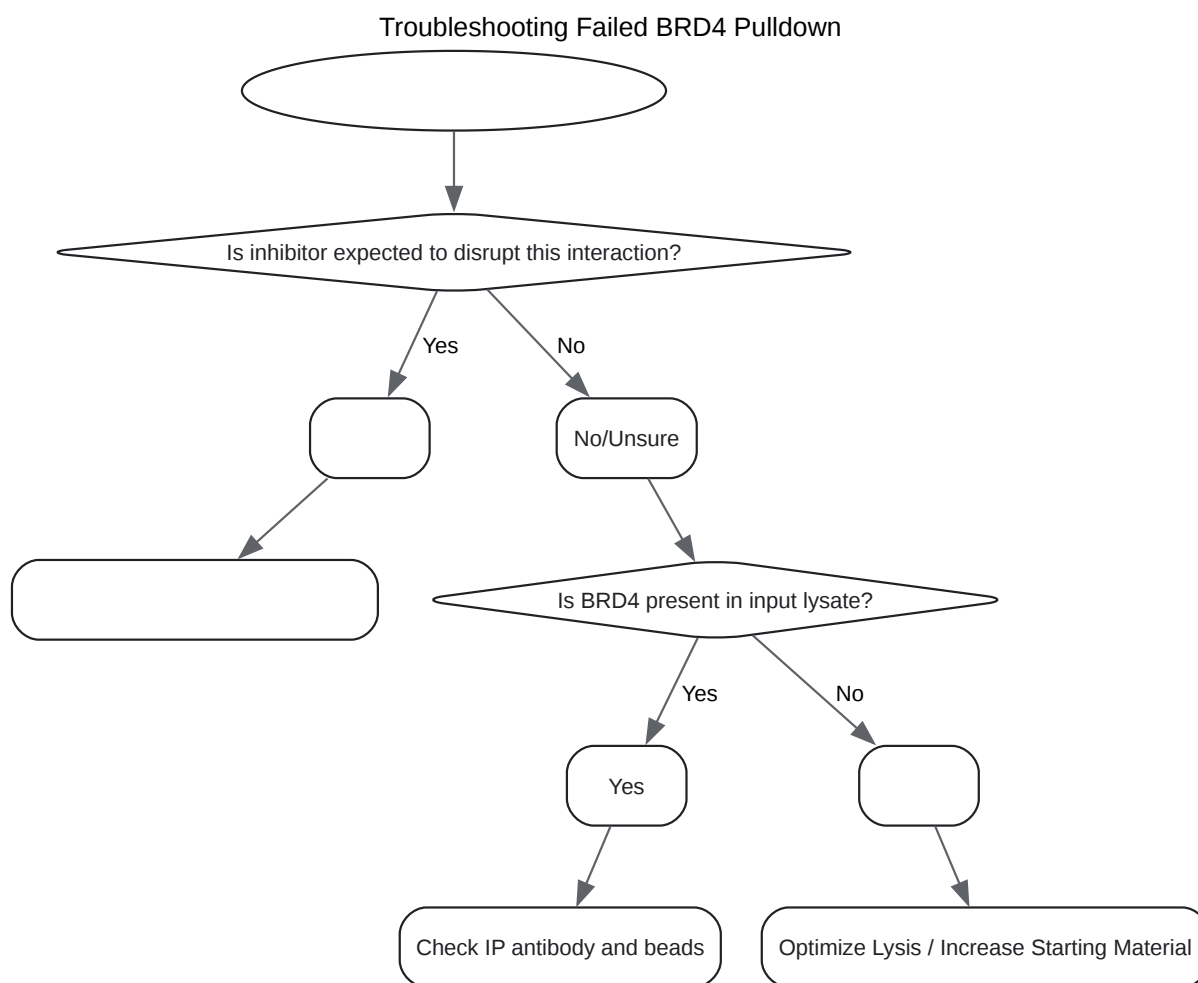 Troubleshooting Failed BRD4 Pulldown
Is inhibitor expected to disrupt this interaction?
Yes
No
No/Unsure
Is BRD4 present in input lysate?
Yes
No
Yes
Check IP antibody and beads
Optimize Lysis / Increase Starting Material